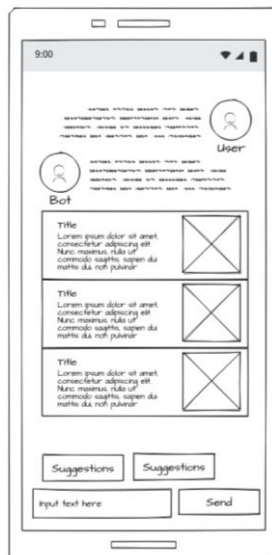 9:00
User
Bot
Title
Lorem ipsum dolor sit amet,
consectetur adipiscing elit.
Nunc maximus, nulla ut
commodo sagittis, sapien dui
mattis dui, non pulvinar
Title
Lorem ipsum dolor sit amet,
consectetur adipiscing elit.
Nunc maximus, nulla ut
commodo sagittis, sapien dui
mattis dui, non pulvinar
Title
Lorem ipsum dolor sit amet,
consectetur adipiscing elit.
Nunc maximus, nulla ut
commodo sagittis, sapien dui
mattis dui, non pulvinar
Suggestions Suggestions
Input text here Send